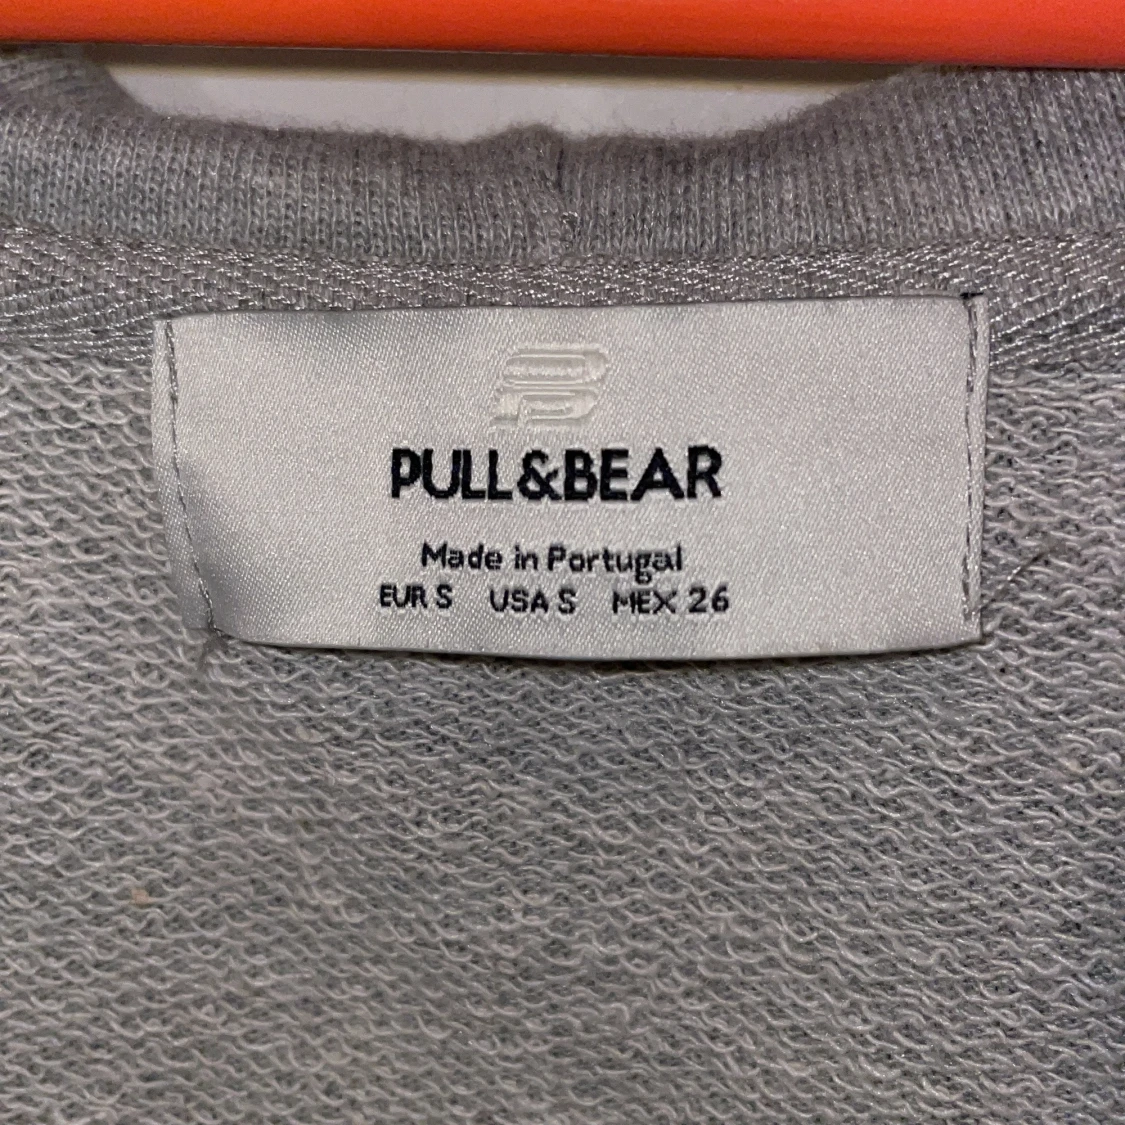 PULL&BEAR
Made in Portugal
EUR S USA S MEX 26